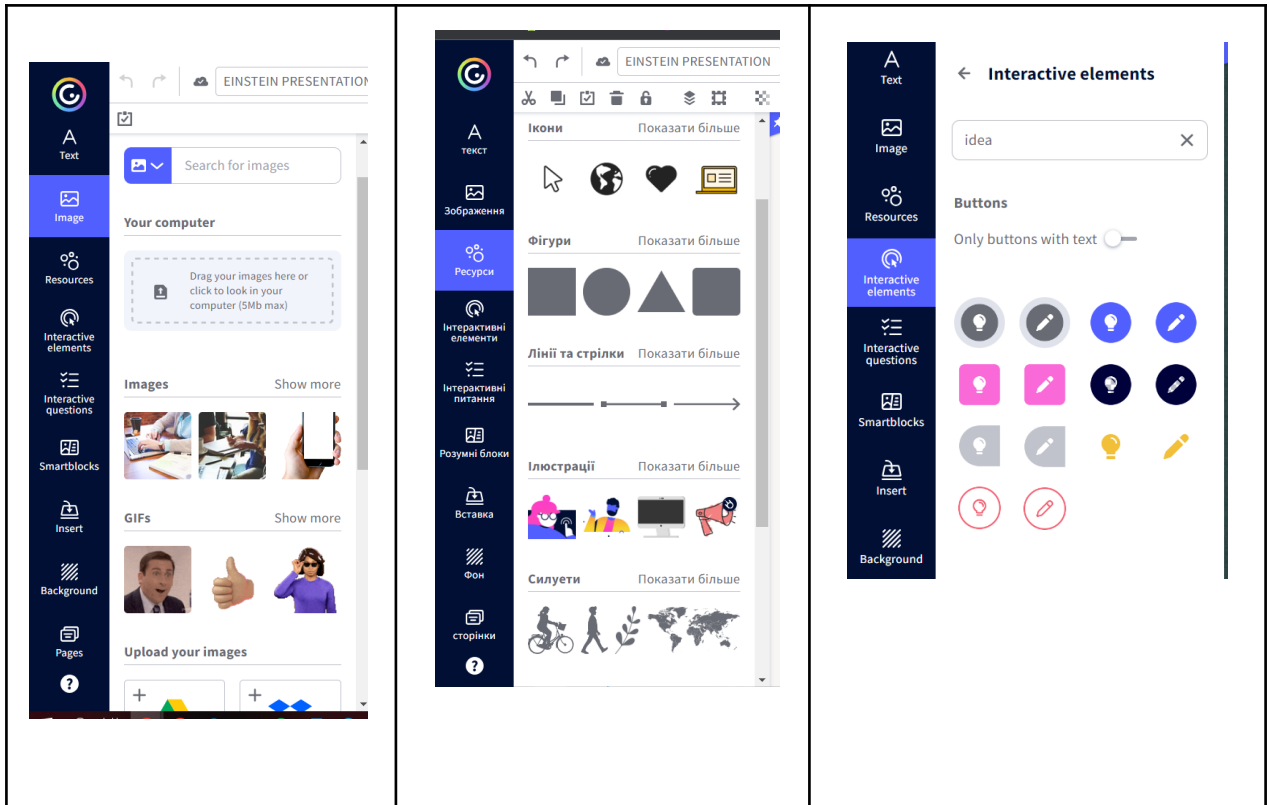 EINSTEIN PRESENTATION
Text
Image
Resources
Interactive
elements
Interactive
questions
Smartblocks
Insert
Background
Pages
?
Search for images
Your computer
Drag your images here or
click to look in your
computer (5Mb max)
Images Show more
GIFs Show more
Upload your images
EINSTEIN PRESENTATION
текст
Зображення
Ресурси
Інтерактивні
елементи
Інтерактивні
питання
Розумні блоки
Вставка
Фон
сторінки
?
Ікони Показати більше
Фігури Показати більше
Лінії та стрілки Показати більше
Ілюстрації Показати більше
Силуети Показати більше
Text
Image
Resources
Interactive
elements
Interactive
questions
Smartblocks
Insert
Background
Interactive elements
idea
Buttons
Only buttons with text